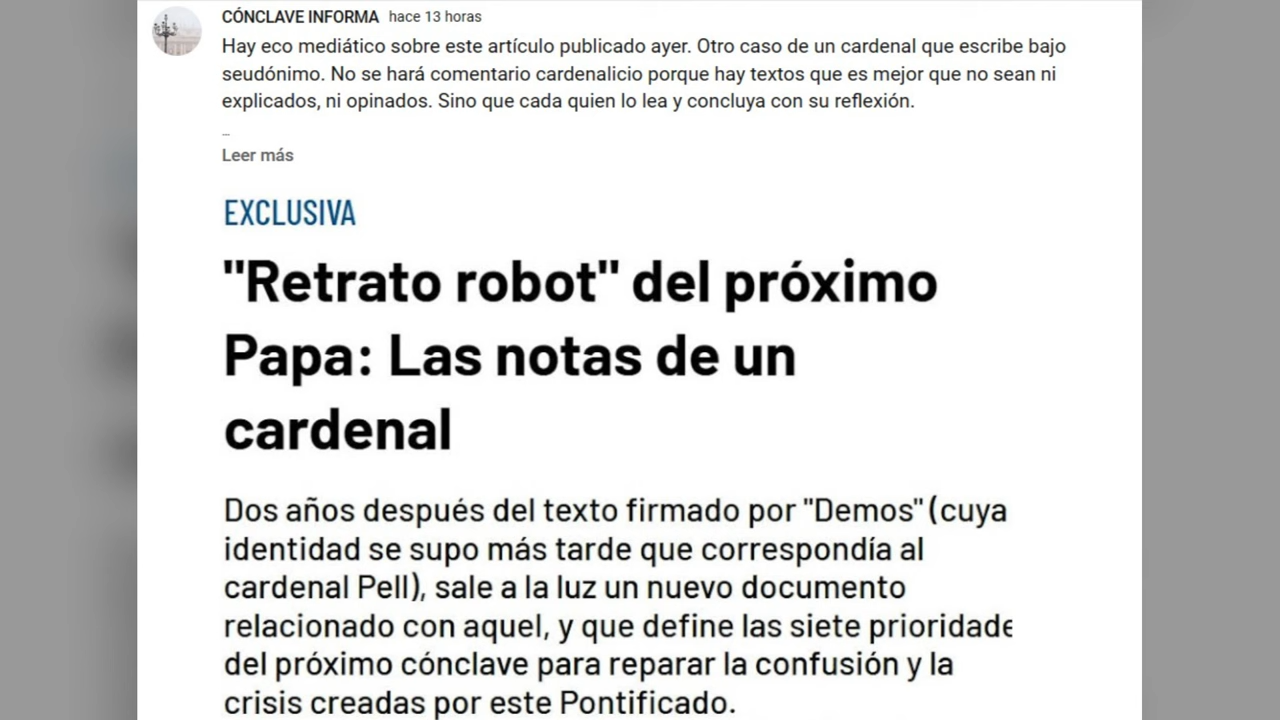 CÓNCLAVE INFORMA hace 13 horas
Hay eco mediático sobre este artículo publicado ayer. Otro caso de un cardenal que escribe bajo
seudónimo. No se hará comentario cardenalicio porque hay textos que es mejor que no sean ni
explicados, ni opinados. Sino que cada quien lo lea y concluya con su reflexión.
...
Leer más
EXCLUSIVA
"Retrato robot" del próximo
Papa: Las notas de un
cardenal
Dos años después del texto firmado por "Demos" (cuya
identidad se supo más tarde que correspondía al
cardenal Pell), sale a la luz un nuevo documento
relacionado con aquel, y que define las siete prioridade
del próximo cónclave para reparar la confusión y la
crisis creadas por este Pontificado.